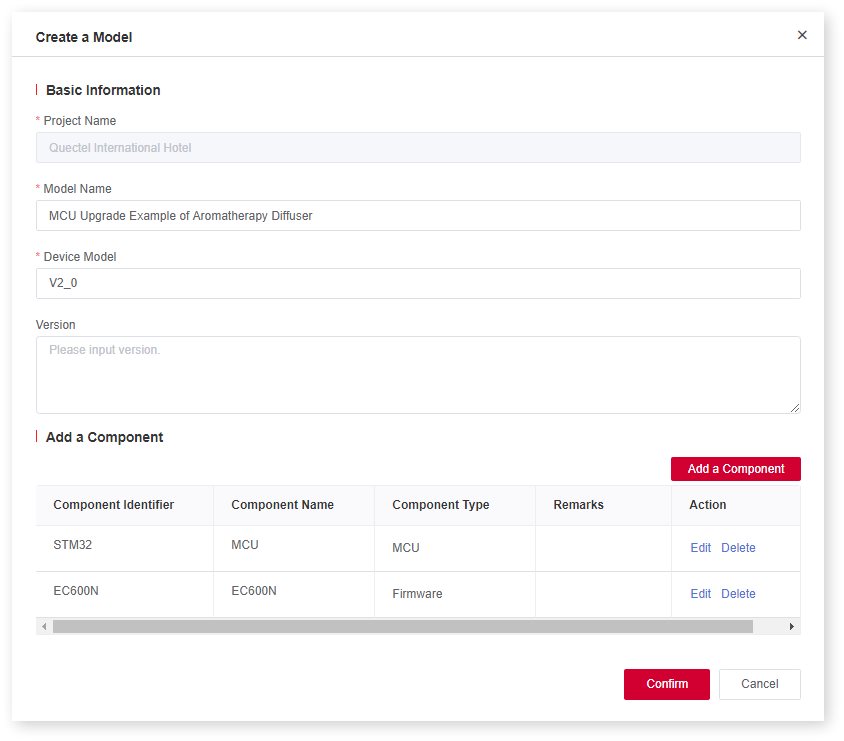 Create a Model ×
Basic Information
* Project Name
Quectel International Hotel
* Model Name
MCU Upgrade Example of Aromatherapy Diffuser
* Device Model
V2_0
Version
Please input version.
Add a Component
Add a Component
Component Identifier Component Name Component Type Remarks Action
STM32 MCU MCU Edit Delete
EC600N EC600N Firmware Edit Delete
Confirm Cancel